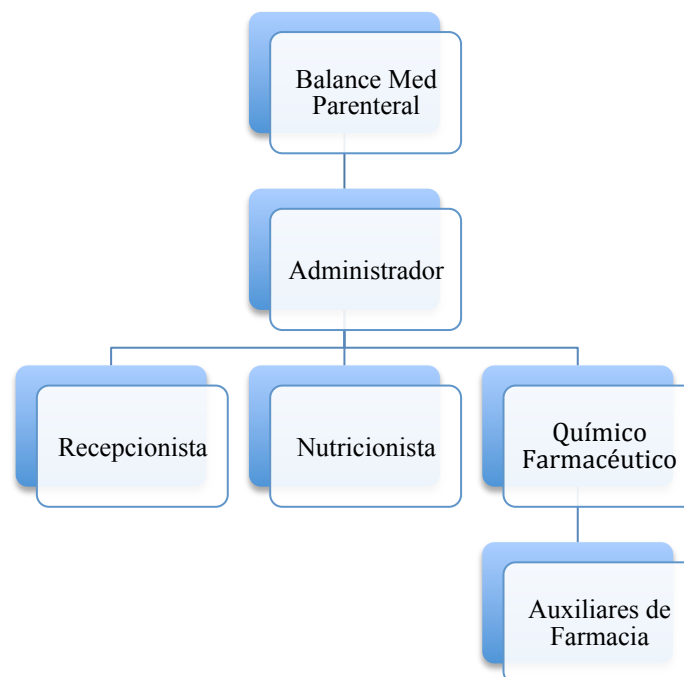 Balance Med
Parenteral
Administrador
Recepcionista
Nutricionista
Químico
Farmacéutico
Auxiliares de
Farmacia